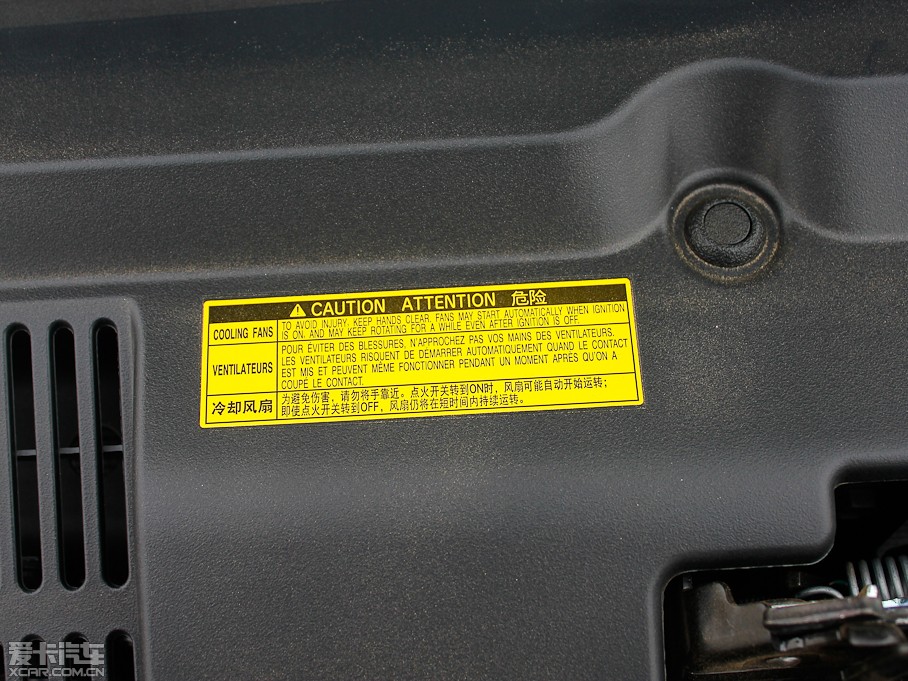 CAUTION ATTENTION 危险
COOLING FANS
TO AVOID INJURY, KEEP HANDS CLEAR. FANS MAY START AUTOMATICALLY WHEN IGNITION
IS ON, AND MAY KEEP ROTATING FOR A WHILE EVEN AFTER IGNITION IS OFF.
VENTILATEURS
POUR ÉVITER DES BLESSURES, N'APPROCHEZ PAS VOS MAINS DES VENTILATEURS.
LES VENTILATEURS RISQUENT DE DÉMARRER AUTOMATIQUEMENT QUAND LE CONTACT
EST MIS ET PEUVENT MÊME FONCTIONNER PENDANT UN MOMENT APRÈS QU'ON A
COUPÉ LE CONTACT.
冷却风扇
为避免伤害，请勿将手靠近。点火开关转到ON时，风扇可能自动开始运转；
即使点火开关转到OFF，风扇仍将在短时间内持续运转。
爱卡汽车
XCAR.COM.CN